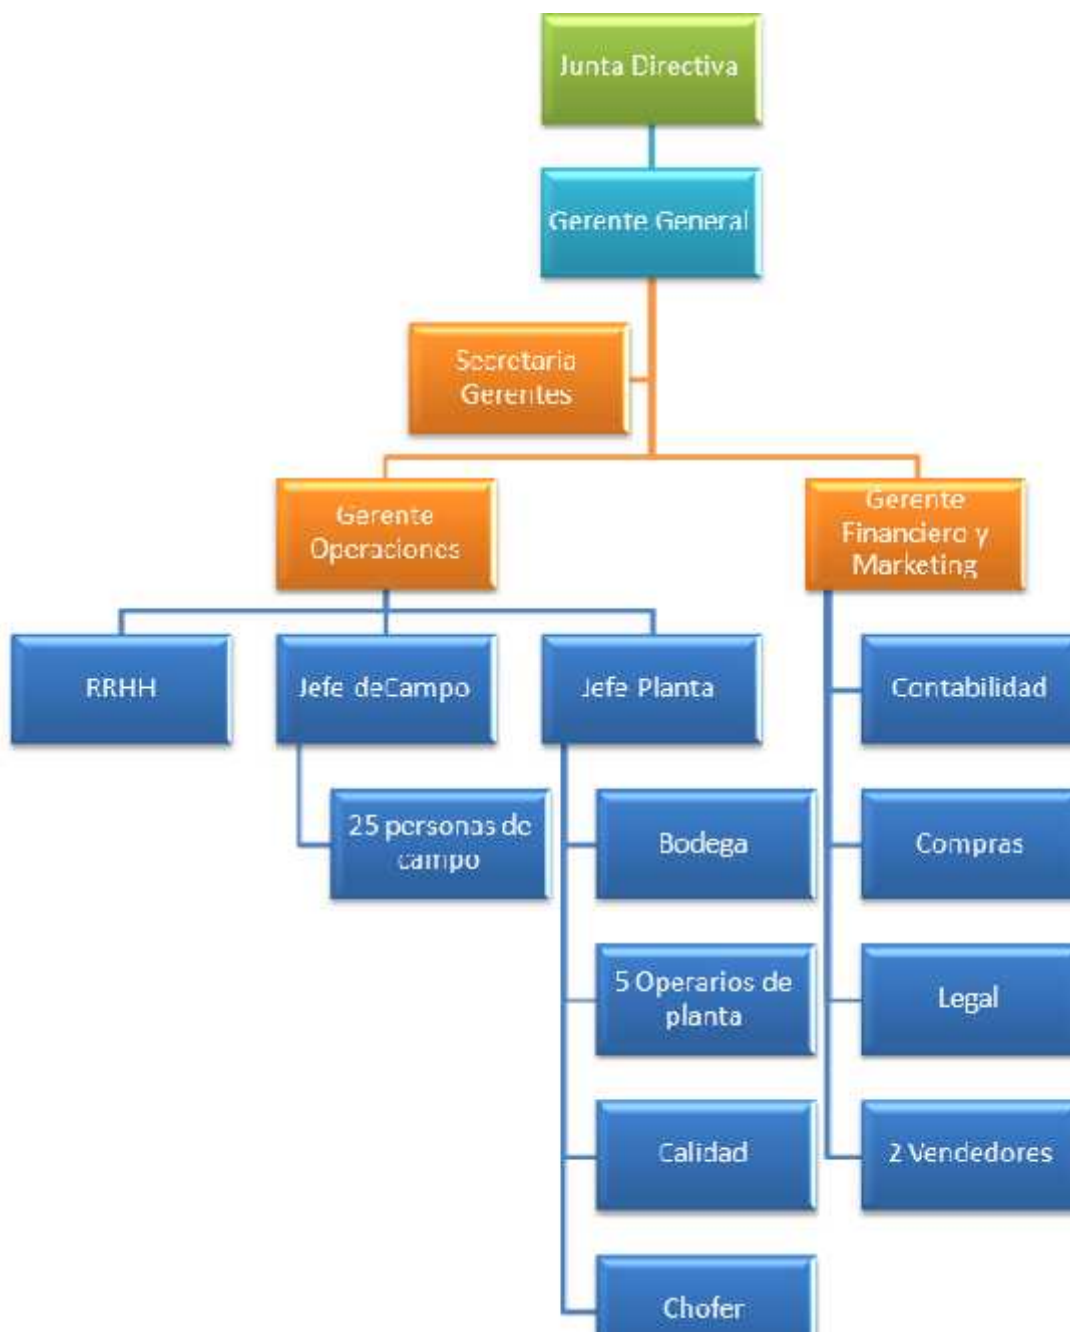 Junta Directiva
Gerente General
Secretaria
Gerentes
Gerente
Operaciones
Gerente
Financiero y
Marketing
RRHH
Jefe deCampo
Jefe Planta
Contabilidad
25 personas de
campo
Bodega
Compras
5 Operarios de
planta
Legal
Calidad
2 Vendedores
Chofer